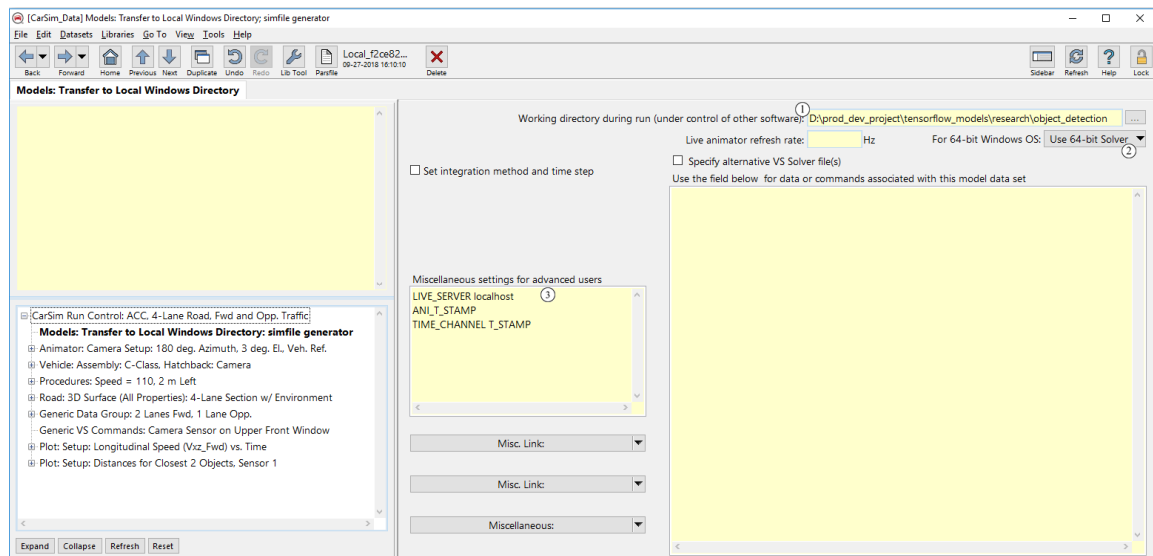 [CarSim_Data] Models: Transfer to Local Windows Directory; simfile generator
File Edit Datasets Libraries Go To View Tools Help
Back Forward Home Previous Next Duplicate Undo Redo Lib Tool Parsfile
Local_f2ce82...
09-27-2018 16:10:10
Delete
Sidebar Refresh Help Lock
Models: Transfer to Local Windows Directory
1
Working directory during run (under control of other software): D:\prod_dev_project\tensorflow_models\research\object_detection ...
Live animator refresh rate: Hz For 64-bit Windows OS: Use 64-bit Solver
2
Specify alternative VS Solver file(s)
Set integration method and time step
Use the field below for data or commands associated with this model data set
Miscellaneous settings for advanced users
LIVE_SERVER localhost 3
ANI_T_STAMP
TIME_CHANNEL T_STAMP
CarSim Run Control: ACC, 4-Lane Road, Fwd and Opp. Traffic
Models: Transfer to Local Windows Directory: simfile generator
Animator: Camera Setup: 180 deg. Azimuth, 3 deg. El., Veh. Ref.
Vehicle: Assembly: C-Class, Hatchback: Camera
Procedures: Speed = 110, 2 m Left
Road: 3D Surface (All Properties): 4-Lane Section w/ Environment
Generic Data Group: 2 Lanes Fwd, 1 Lane Opp.
Generic VS Commands: Camera Sensor on Upper Front Window
Plot: Setup: Longitudinal Speed (Vxz_Fwd) vs. Time
Plot: Setup: Distances for Closest 2 Objects, Sensor 1
Misc. Link:
Misc. Link:
Miscellaneous:
Expand Collapse Refresh Reset